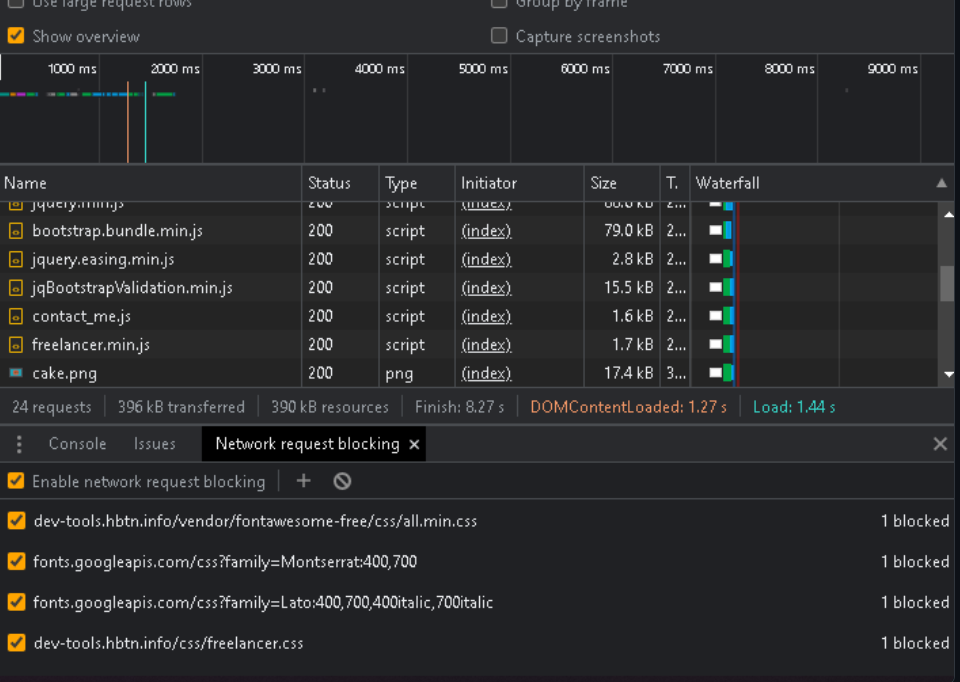 Use large request rows Group by frame
Show overview Capture screenshots
1000 ms 2000 ms 3000 ms 4000 ms 5000 ms 6000 ms 7000 ms 8000 ms 9000 ms
Name Status Type Initiator Size T. Waterfall
jquery.min.js 200 script (index) kB 2...
bootstrap.bundle.min.js 200 script (index) 79.0 kB 2...
jquery.easing.min.js 200 script (index) 2.8 kB 2...
jqBootstrapValidation.min.js 200 script (index) 15.5 kB 2...
contact_me.js 200 script (index) 1.6 kB 2...
freelancer.min.js 200 script (index) 1.7 kB 2...
cake.png 200 png (index) 17.4 kB 3...
24 requests 396 kB transferred 390 kB resources Finish: 8.27 s DOMContentLoaded: 1.27 s Load: 1.44 s
Console Issues Network request blocking
Enable network request blocking
dev-tools.hbtn.info/vendor/fontawesome-free/css/all.min.css 1 blocked
fonts.googleapis.com/css?family=Montserrat:400,700 1 blocked
fonts.googleapis.com/css?family=Lato:400,700,400italic,700italic 1 blocked
dev-tools.hbtn.info/css/freelancer.css 1 blocked